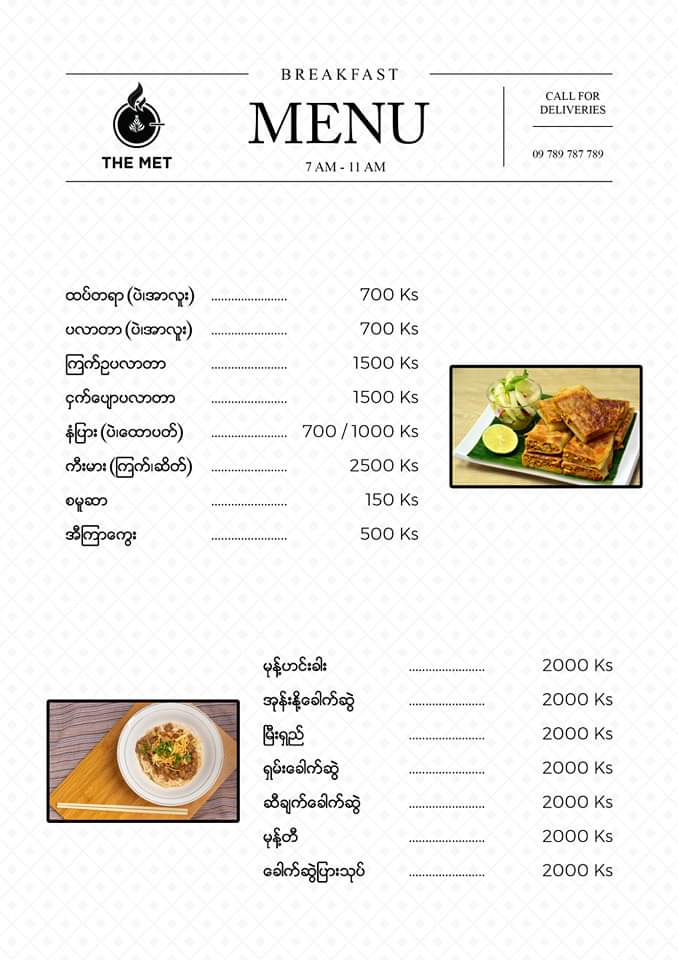 BREAKFAST
MENU
7 AM - 11 AM
THE MET
CALL FOR
DELIVERIES
09 789 787 789
ထပ်တရာ (ပဲ၊အာလူး) ....................... 700 Ks
ပလာတာ (ပဲ၊အာလူး) ....................... 700 Ks
ကြက်ဥပလာတာ ....................... 1500 Ks
ငှက်ပျောပလာတာ ....................... 1500 Ks
နံပြား (ပဲ၊ထောပတ်) ....................... 700 / 1000 Ks
ကီးမား (ကြက်၊ဆိတ်) ....................... 2500 Ks
စမူဆာ ....................... 150 Ks
အီကြာကွေး ....................... 500 Ks
မုန့်ဟင်းခါး ....................... 2000 Ks
အုန်းနို့ခေါက်ဆွဲ ....................... 2000 Ks
မြီးရှည် ....................... 2000 Ks
ရှမ်းခေါက်ဆွဲ ....................... 2000 Ks
ဆီချက်ခေါက်ဆွဲ ....................... 2000 Ks
မုန့်တီ ....................... 2000 Ks
ခေါက်ဆွဲပြားသုပ် ....................... 2000 Ks